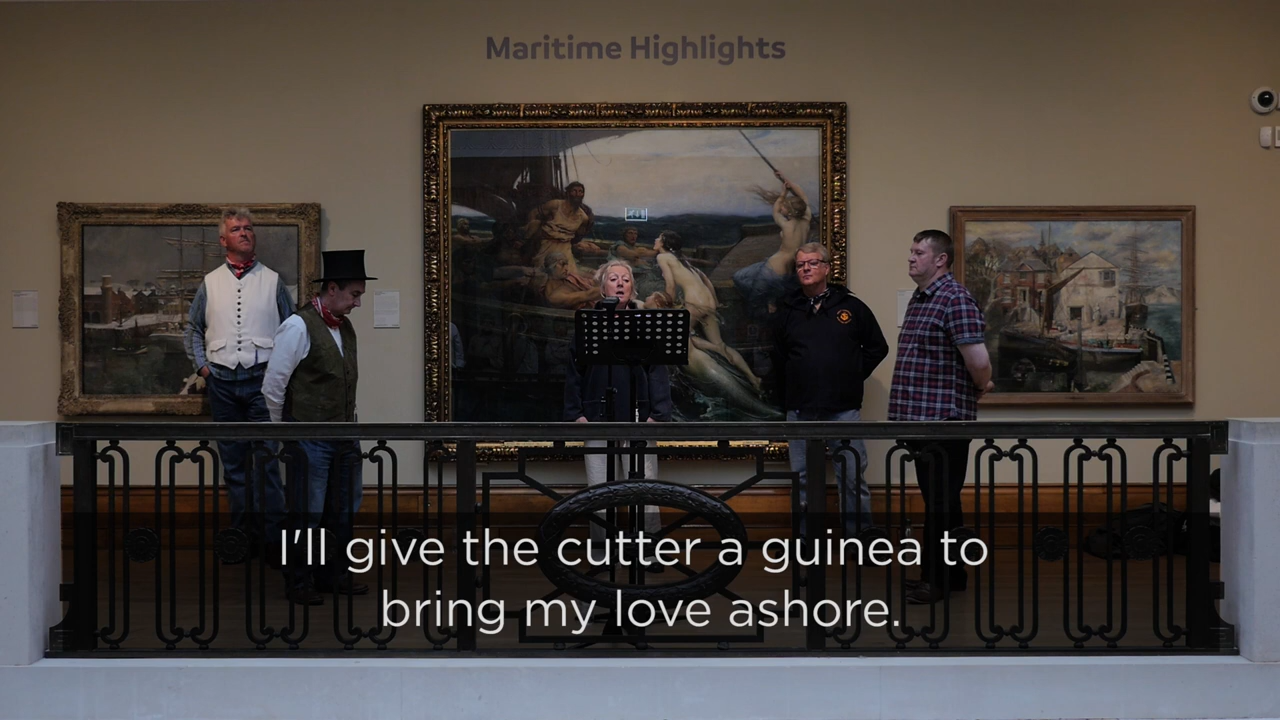 Maritime Highlights
I'll give the cutter a guinea to
bring my love ashore.